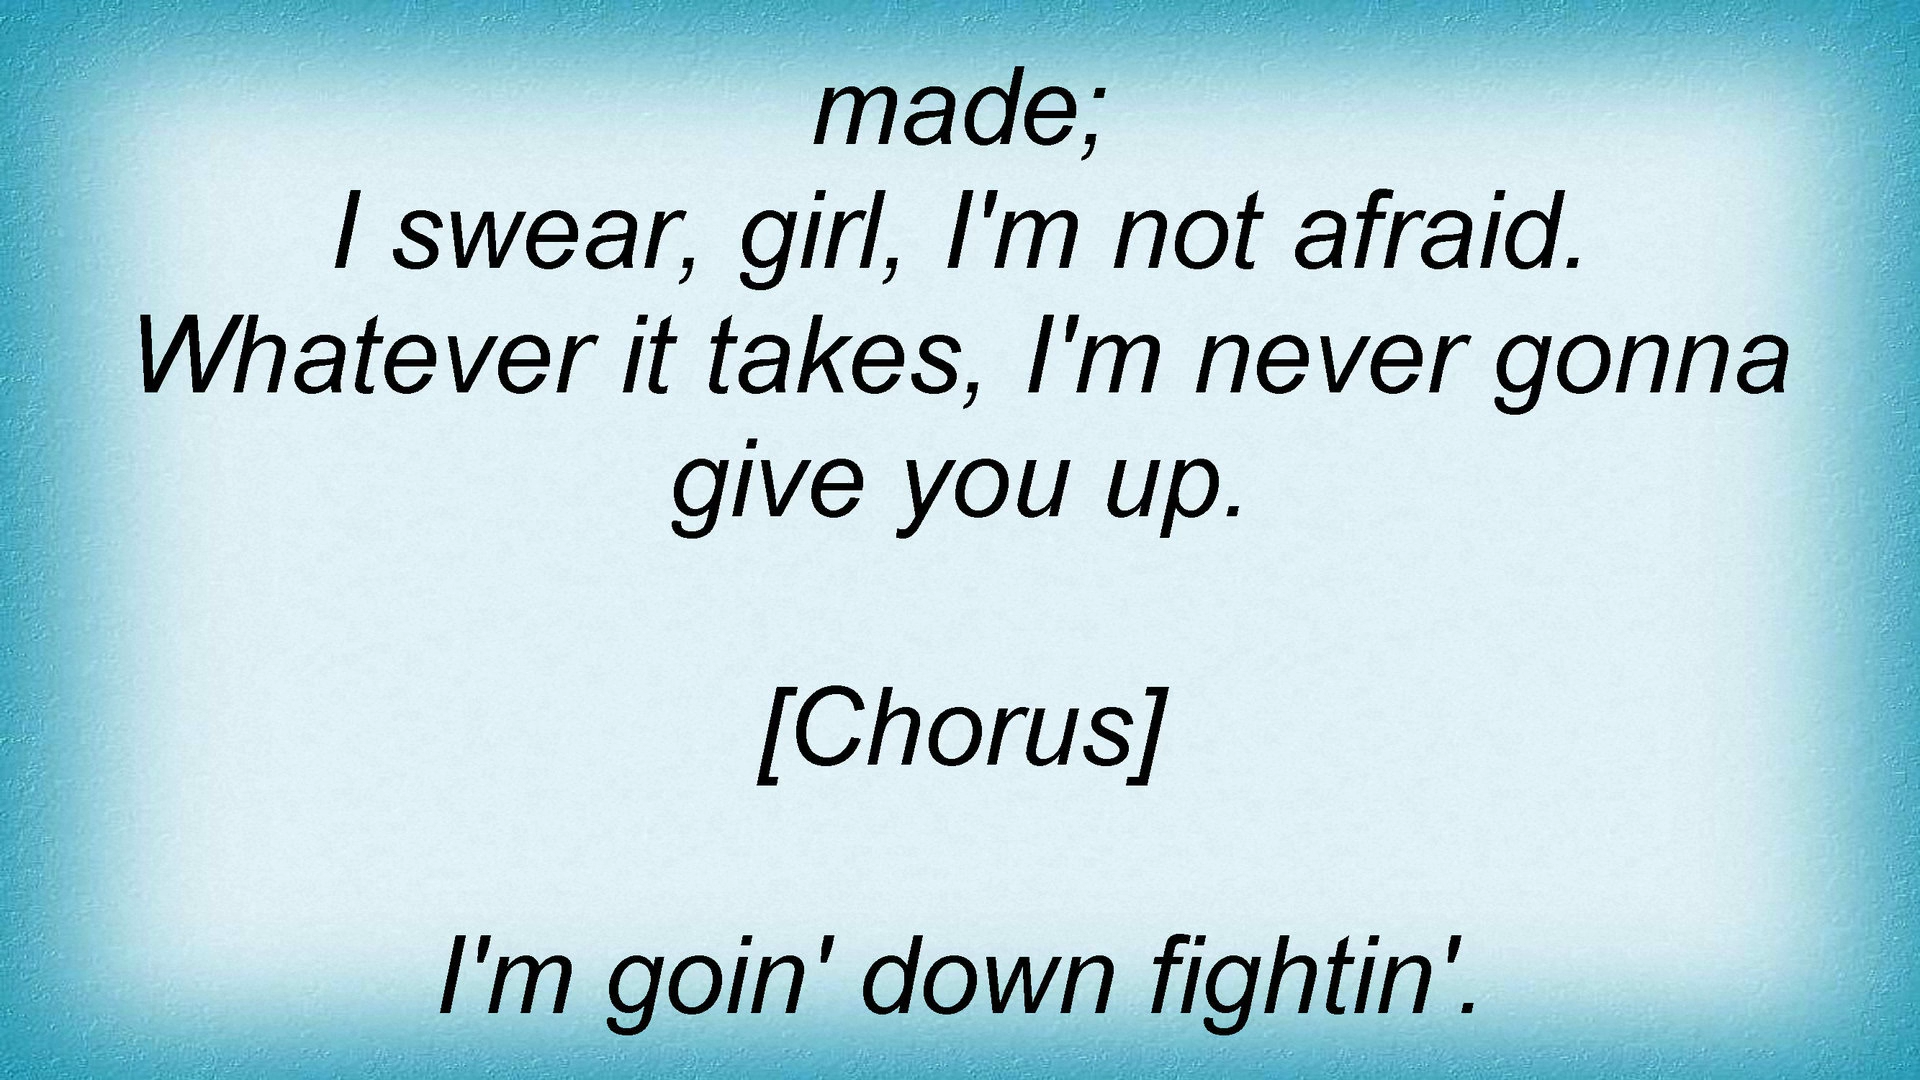 made;
I swear, girl, I'm not afraid.
Whatever it takes, I'm never gonna
give you up.
[Chorus]
I'm goin' down fightin'.